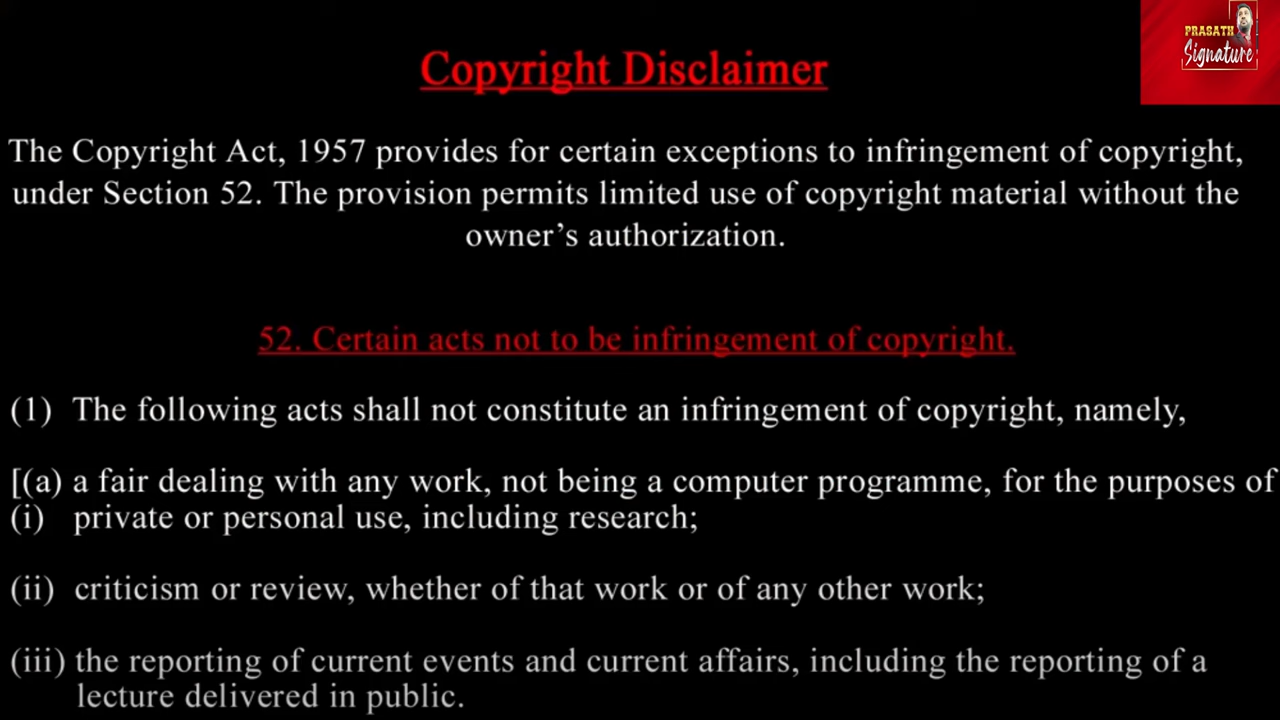 PRASATH
Signature
Copyright Disclaimer
The Copyright Act, 1957 provides for certain exceptions to infringement of copyright,
under Section 52. The provision permits limited use of copyright material without the
owner’s authorization.
52. Certain acts not to be infringement of copyright.
(1) The following acts shall not constitute an infringement of copyright, namely,
[(a) a fair dealing with any work, not being a computer programme, for the purposes of
(i) private or personal use, including research;
(ii) criticism or review, whether of that work or of any other work;
(iii) the reporting of current events and current affairs, including the reporting of a
lecture delivered in public.